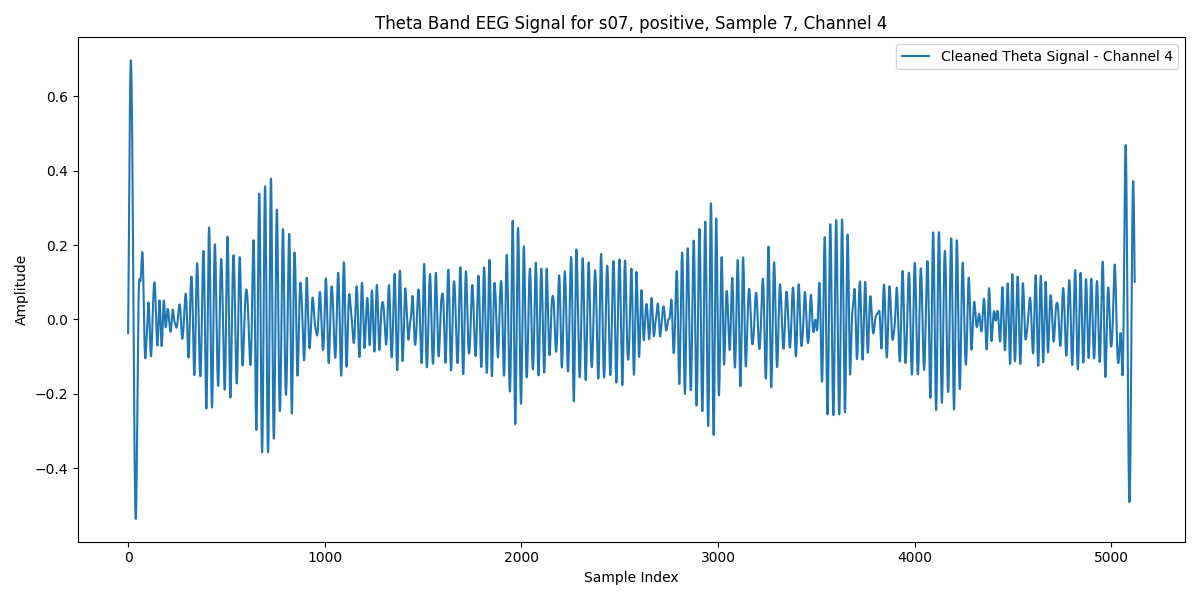 Theta Band EEG Signal for s07, positive, Sample 7, Channel 4
Cleaned Theta Signal - Channel 4
Amplitude
0.6
0.4
0.2
0.0
−0.2
−0.4
0 1000 2000 3000 4000 5000
Sample Index